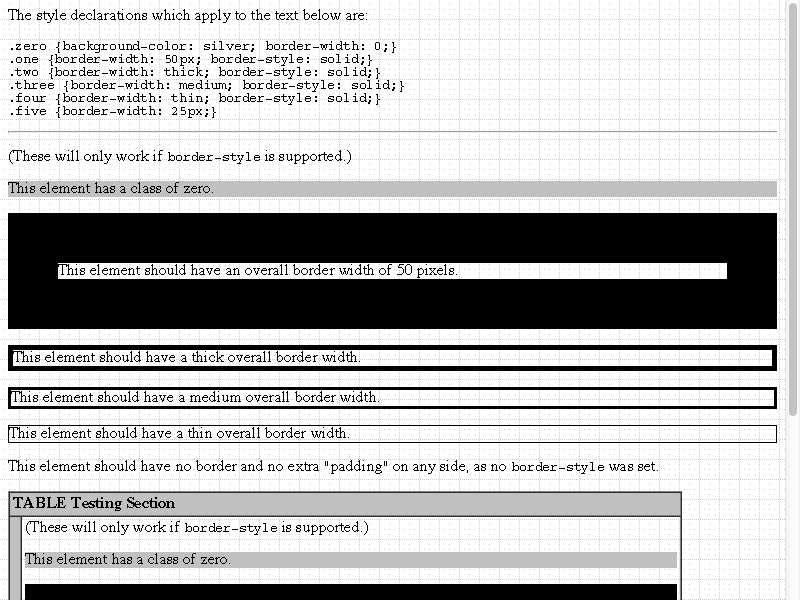 The style declarations which apply to the text below are:
.zero {background-color: silver; border-width: 0;}
.one {border-width: 50px; border-style: solid;}
.two {border-width: thick; border-style: solid;}
.three {border-width: medium; border-style: solid;}
.four {border-width: thin; border-style: solid;}
.five {border-width: 25px;}
(These will only work if border-style is supported.)
This element has a class of zero.
This element should have an overall border width of 50 pixels.
This element should have a thick overall border width.
This element should have a medium overall border width.
This element should have a thin overall border width.
This element should have no border and no extra "padding" on any side, as no border-style was set.
TABLE Testing Section
(These will only work if border-style is supported.)
This element has a class of zero.